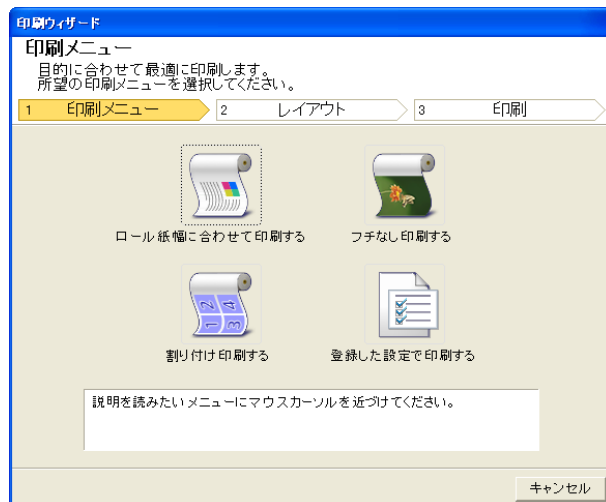 印刷ウィザード
印刷メニュー
目的に合わせて最適に印刷します。
所望の印刷メニューを選択してください。
1 印刷メニュー 2 レイアウト 3 印刷
ロール紙幅に合わせて印刷する フチなし印刷する
1 2 3 4
割り付け印刷する 登録した設定で印刷する
説明を読みたいメニューにマウスカーソルを近づけてください。
キャンセル